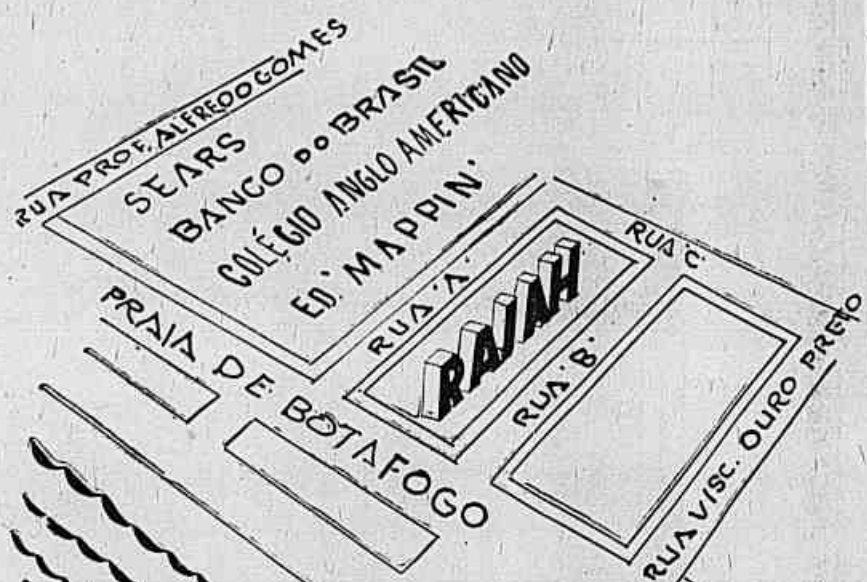 RUA PROF. ALFREDO GOMES
SEARS
BANCO DO BRASIL
COLÉGIO ANGLO AMERICANO
ED. MAPPIN'
PRAIA DE BOTAFOGO
RUA 'A'
RAJAH
RUA 'B'
RUA 'C'
RUA VISC. OURO PRETO